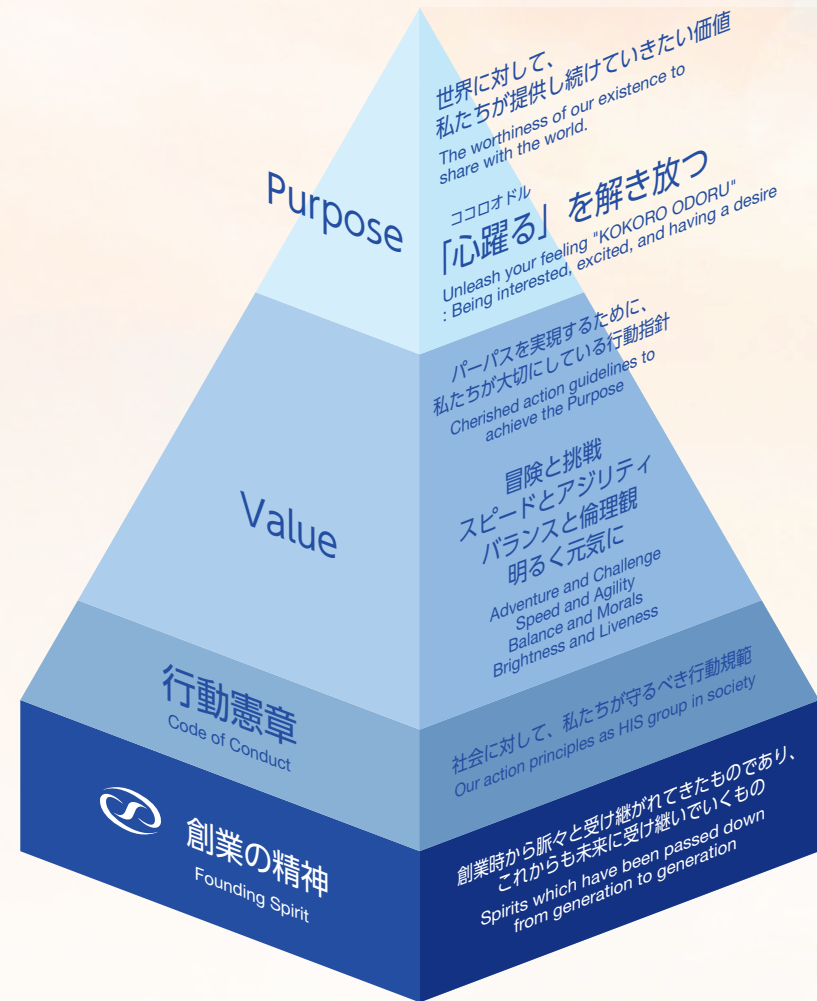 Purpose
世界に対して、
私たちが提供し続けていきたい価値
The worthiness of our existence to
share with the world.
ココロオドル
「心躍る」を解き放つ
Unleash your feeling "KOKORO ODORU"
: Being interested, excited, and having a desire
Value
パーパスを実現するために、
私たちが大切にしている行動指針
Cherished action guidelines to
achieve the Purpose
冒険と挑戦
スピードとアジリティ
バランスと倫理観
明るく元気に
Adventure and Challenge
Speed and Agility
Balance and Morals
Brightness and Liveness
行動憲章
Code of Conduct
社会に対して、私たちが守るべき行動規範
Our action principles as HIS group in society
創業の精神
Founding Spirit
創業時から脈々と受け継がれてきたものであり、
これからも未来に受け継いでいくもの
Spirits which have been passed down
from generation to generation